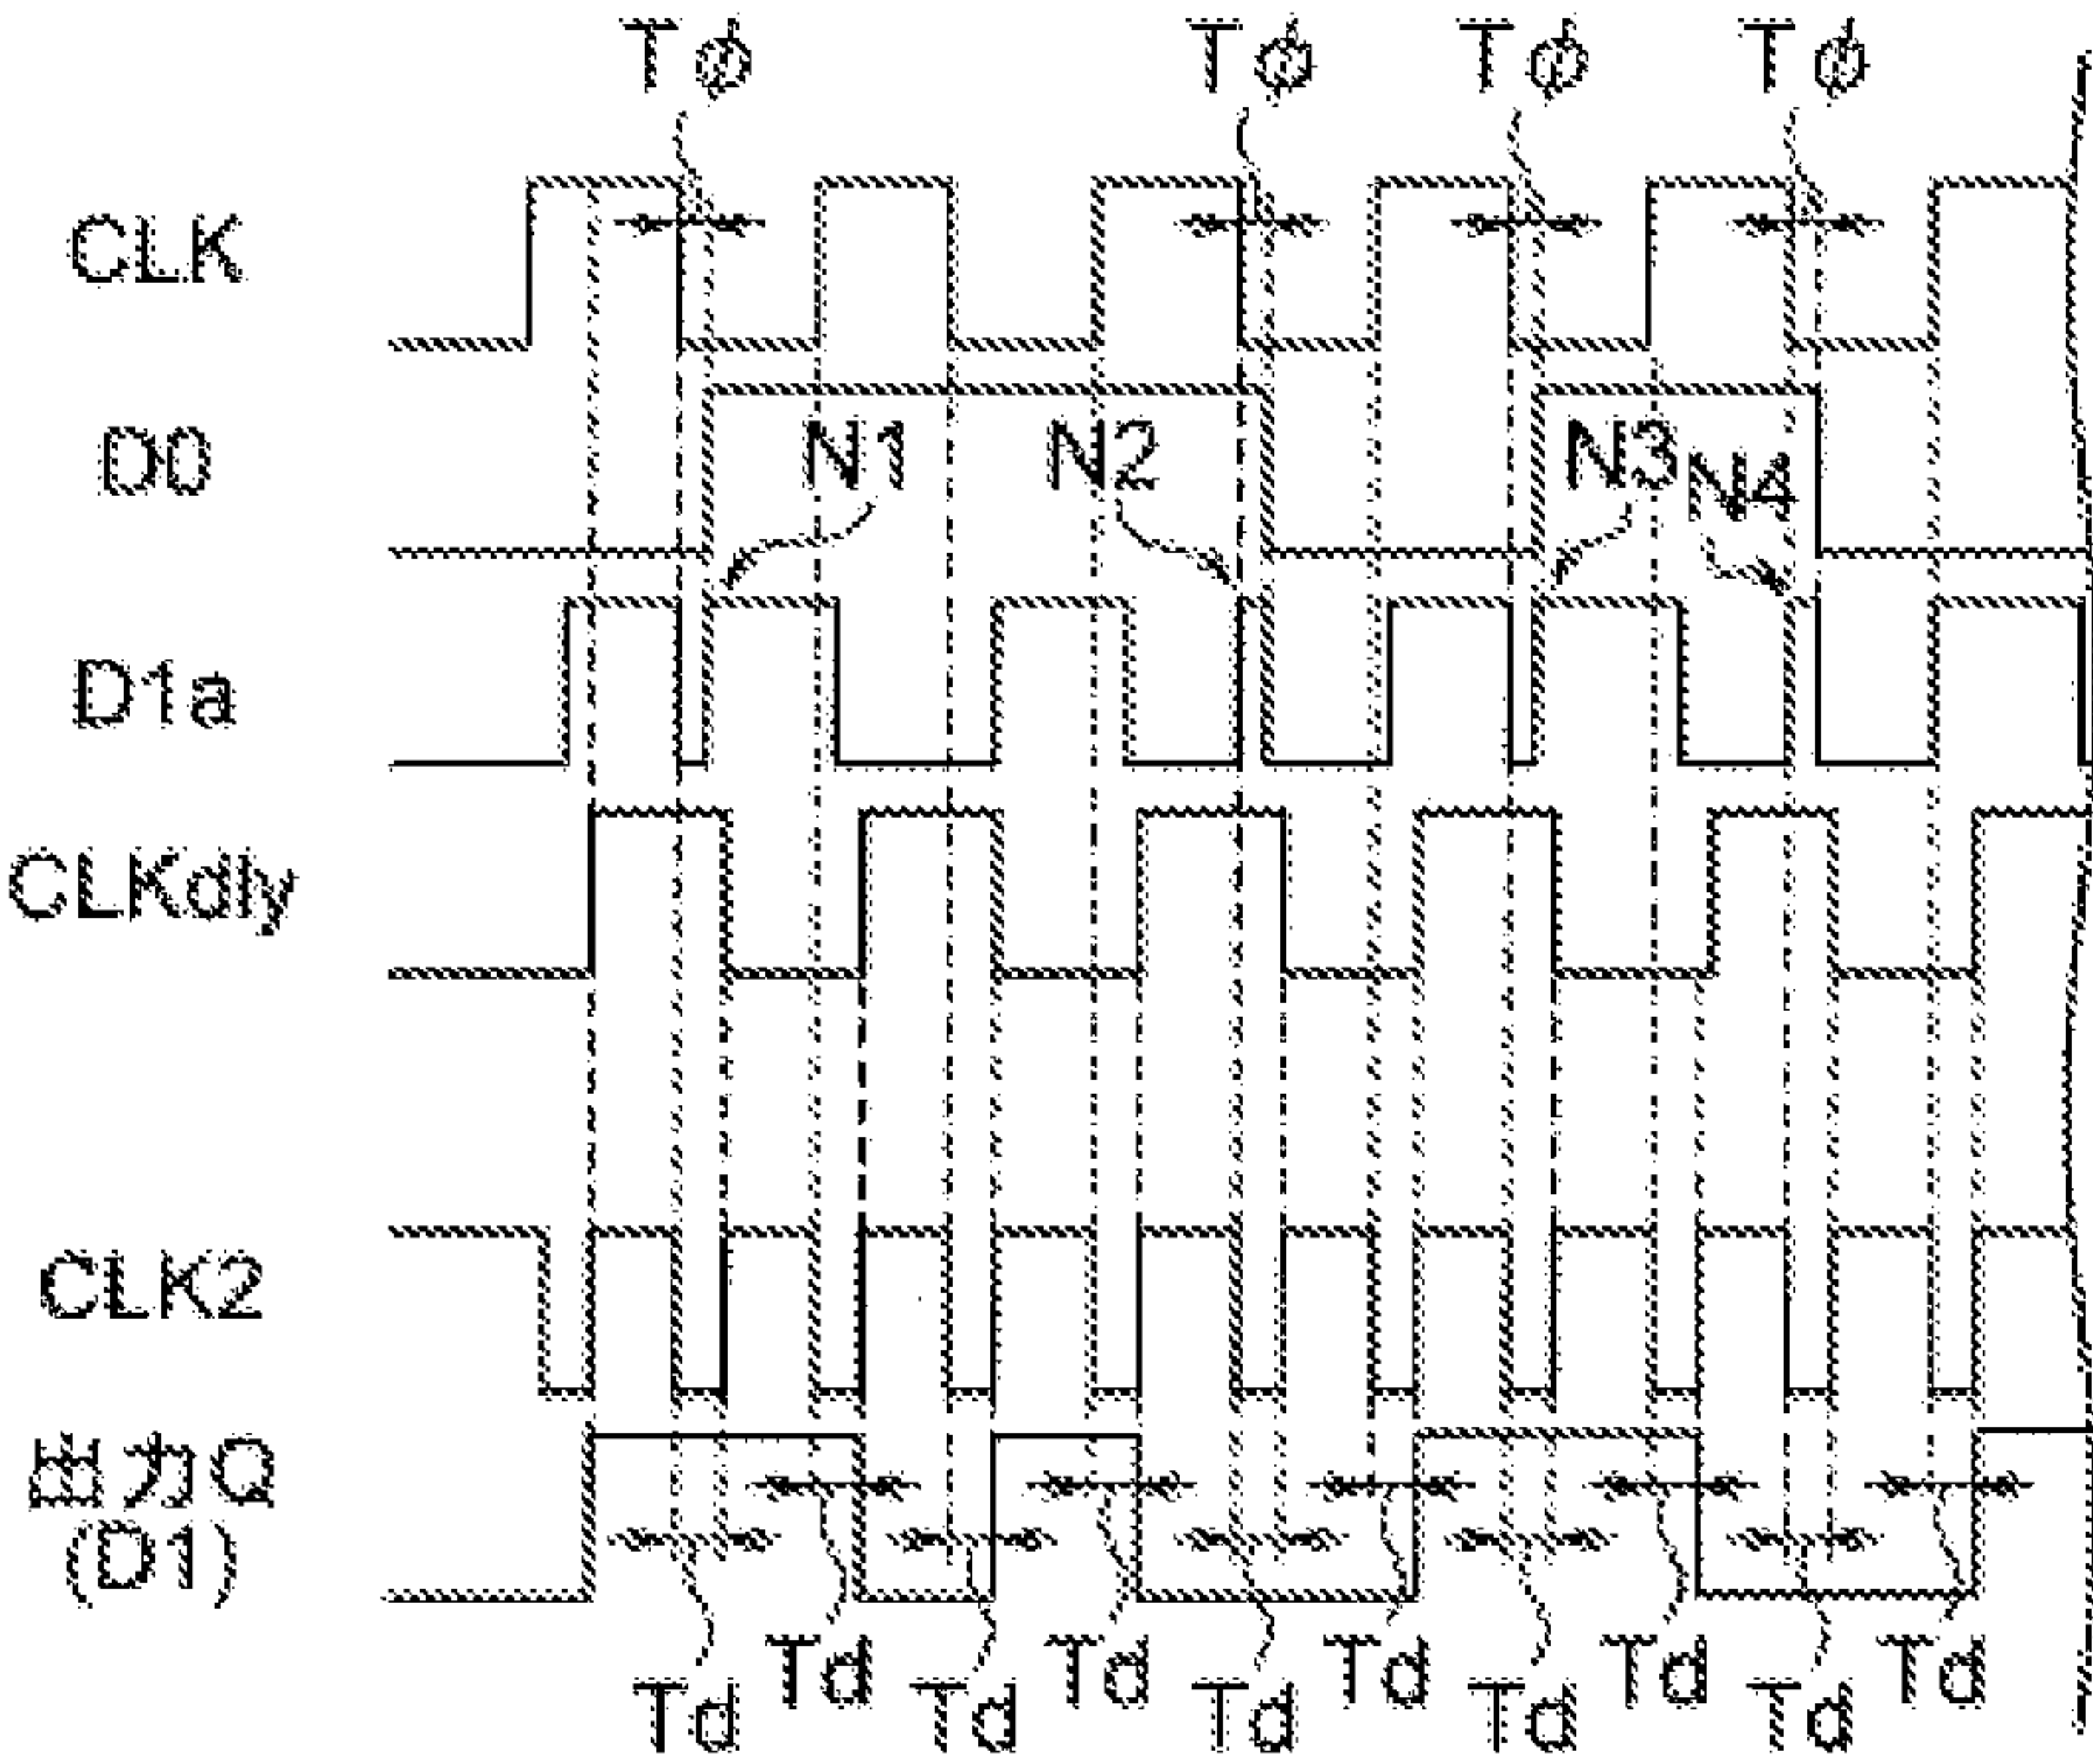 Tφ Tφ Tφ Tφ
CLK
D0
N1 N2 N3 N4
D1a
CLKdly
CLK2
出力Q
(D1)
Td Td Td Td Td
Td Td Td Td Td